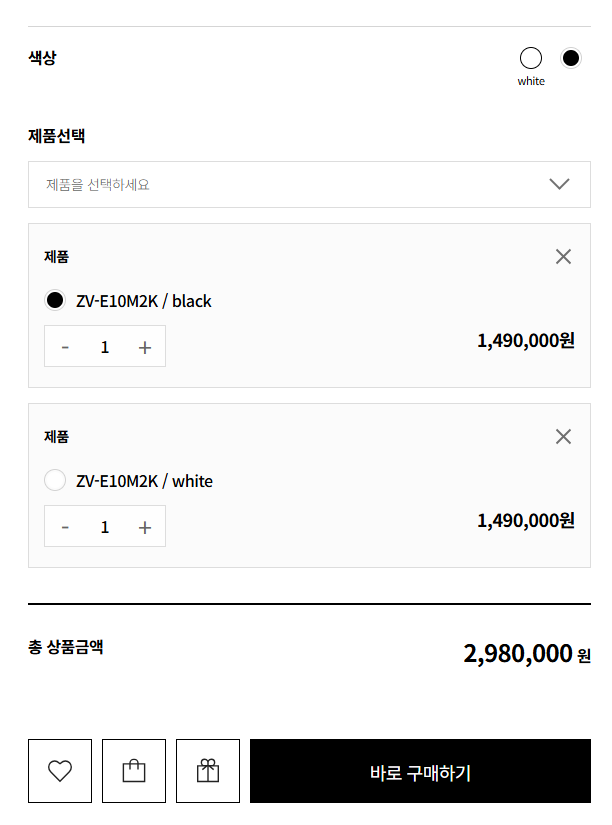 색상
white
제품선택
제품을 선택하세요
제품
ZV-E10M2K / black
- 1 +
1,490,000원
제품
ZV-E10M2K / white
- 1 +
1,490,000원
총 상품금액
2,980,000 원
바로 구매하기